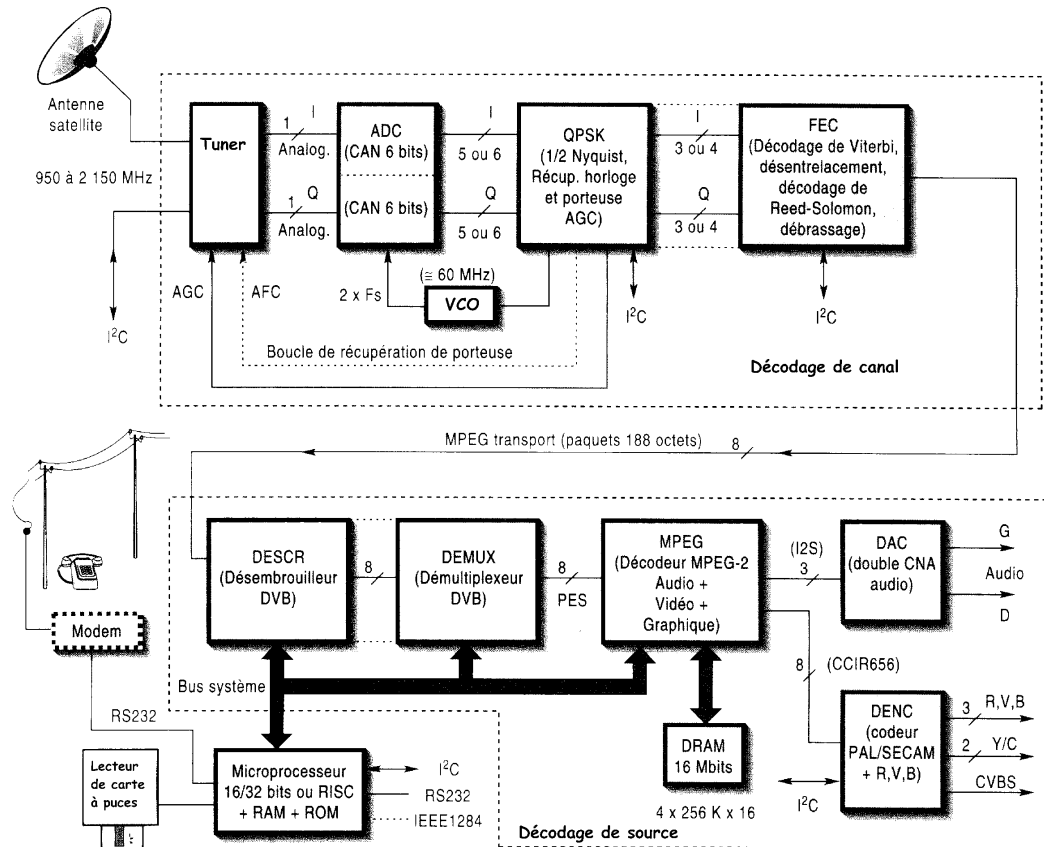 Antenne
satellite
950 à 2 150 MHz
I²C
Tuner
1
I
Analog.
1
Q
Analog.
ADC
(CAN 6 bits)
(CAN 6 bits)
I
5 ou 6
Q
5 ou 6
QPSK
(1/2 Nyquist,
Récup. horloge
et porteuse
AGC)
I
3 ou 4
Q
3 ou 4
FEC
(Décodage de Viterbi,
désentrelacement,
décodage de
Reed-Solomon,
débrassage)
AGC
AFC
2 x Fs
(≅ 60 MHz)
VCO
I²C
I²C
Boucle de récupération de porteuse
Décodage de canal
MPEG transport (paquets 188 octets)
8
DESCR
(Désembrouilleur
DVB)
8
DEMUX
(Démultiplexeur
DVB)
8
PES
MPEG
(Décodeur MPEG-2
Audio +
Vidéo +
Graphique)
(I2S)
3
DAC
(double CNA
audio)
G
Audio
D
Modem
Bus système
8
(CCIR656)
RS232
DENC
(codeur
PAL/SECAM
+ R,V,B)
3
R,V,B
2
Y/C
CVBS
I²C
DRAM
16 Mbits
4 x 256 K x 16
Lecteur
de carte
à puces
Microprocesseur
16/32 bits ou RISC
+ RAM + ROM
I²C
RS232
IEEE1284
Décodage de source